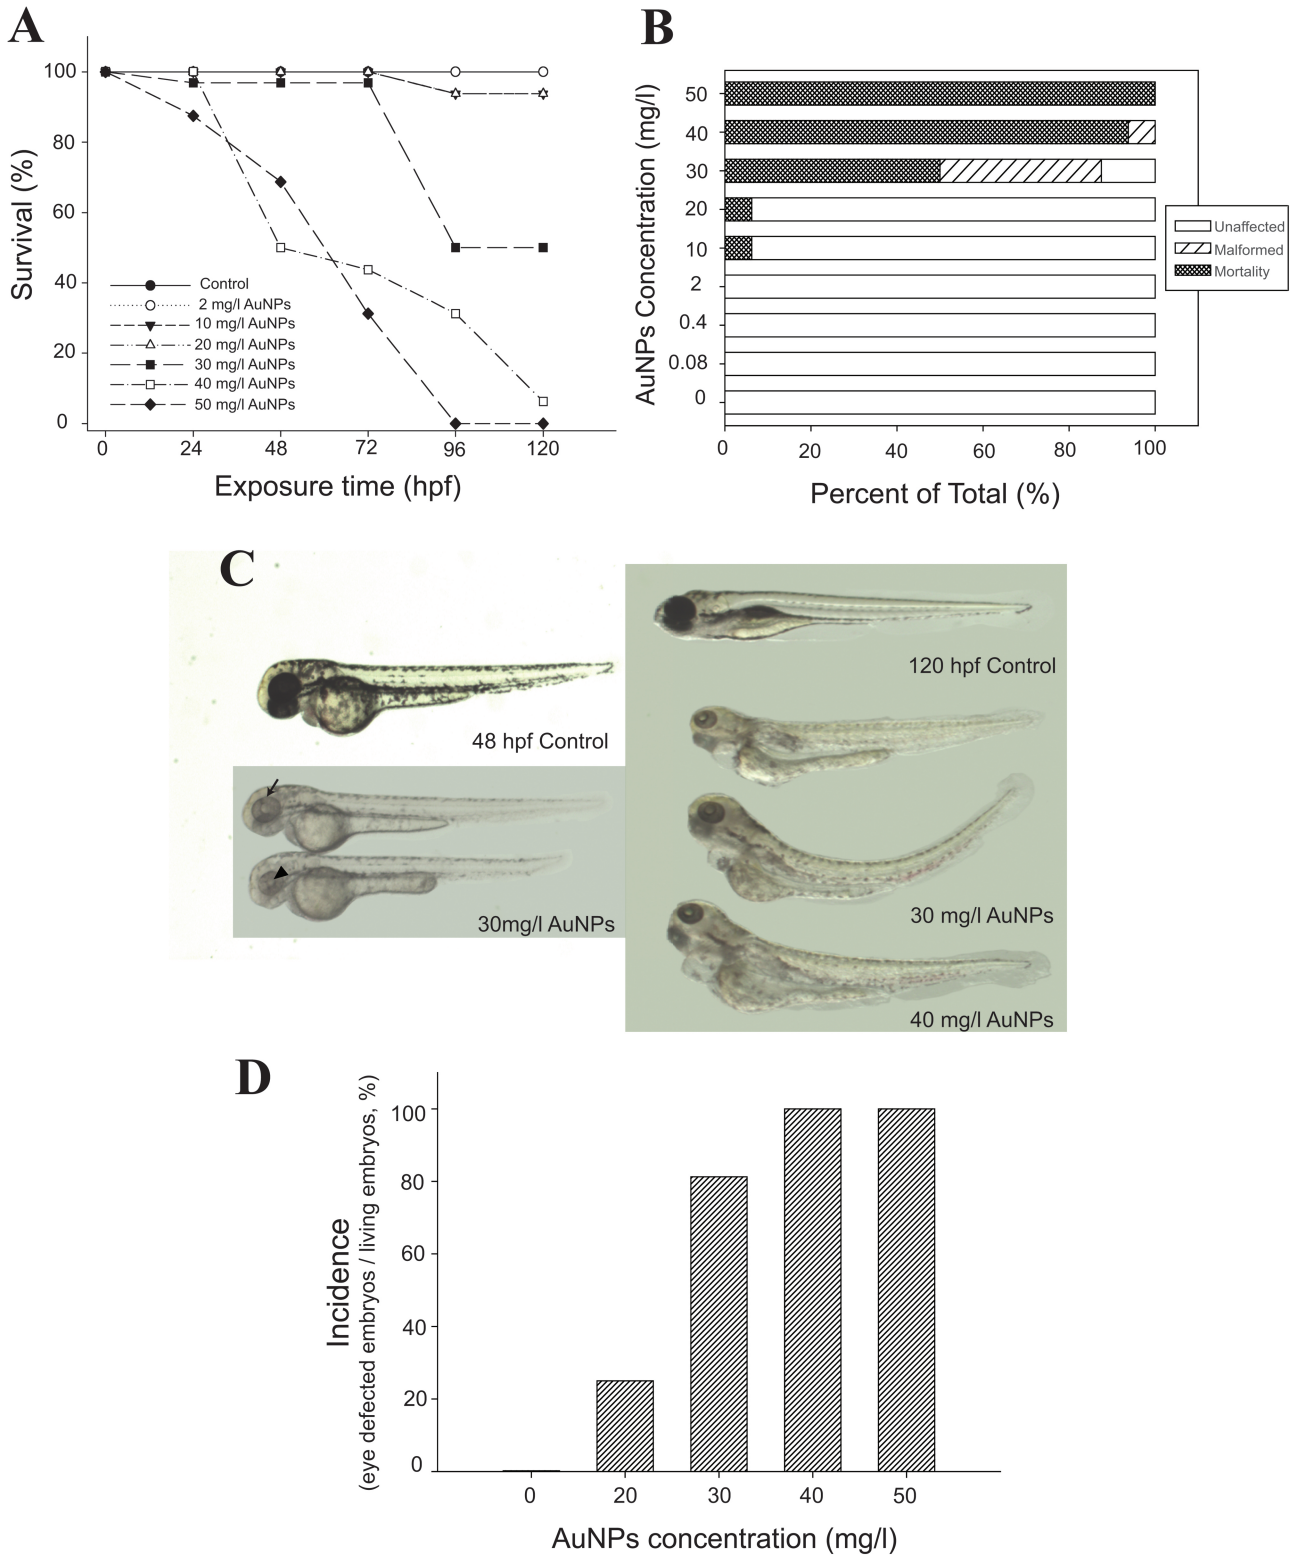 A
Survival (%)
100
80
60
40
20
0
Control
2 mg/l AuNPs
10 mg/l AuNPs
20 mg/l AuNPs
30 mg/l AuNPs
40 mg/l AuNPs
50 mg/l AuNPs
0 24 48 72 96 120
Exposure time (hpf)
B
AuNPs Concentration (mg/l)
50
40
30
20
10
2
0.4
0.08
0
Unaffected
Malformed
Mortality
0 20 40 60 80 100
Percent of Total (%)
C
48 hpf Control
30mg/l AuNPs
120 hpf Control
30 mg/l AuNPs
40 mg/l AuNPs
D
Incidence
(eye defected embryos / living embryos, %)
100
80
60
40
20
0
0 20 30 40 50
AuNPs concentration (mg/l)